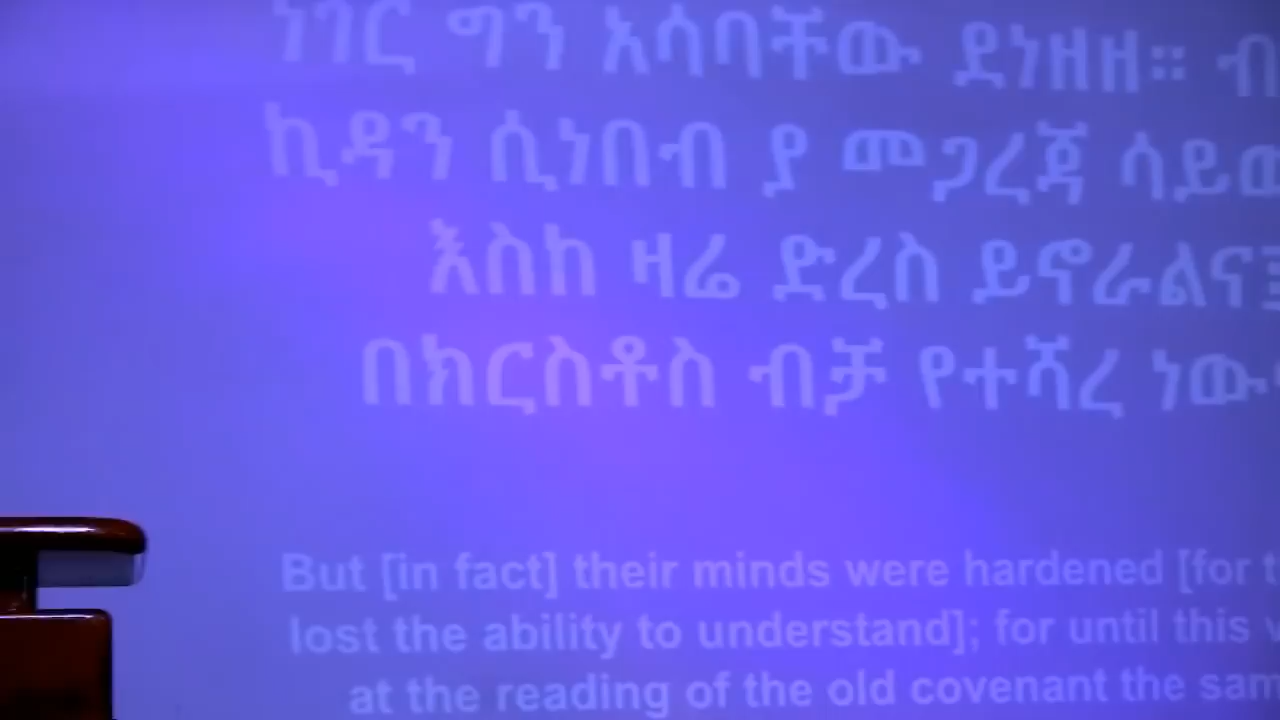 ነገር ግን አሳባቸው ደነዘዘ።
ኪዳን ሲነበብ ያ መጋረጃ
እስከ ዛሬ ድረስ ይኖራልና፤
በክርስቶስ ብቻ የተሻረ ነው
But [in fact] their minds were hardened [for
lost the ability to understand]; for until this
at the reading of the old covenant the